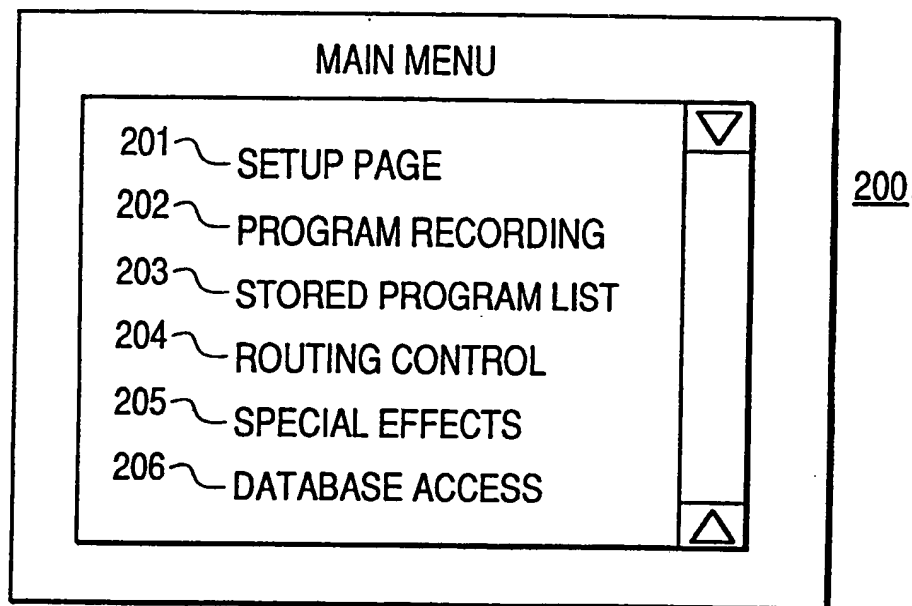 MAIN MENU
201 SETUP PAGE
200
202 PROGRAM RECORDING
203 STORED PROGRAM LIST
204 ROUTING CONTROL
205 SPECIAL EFFECTS
206 DATABASE ACCESS